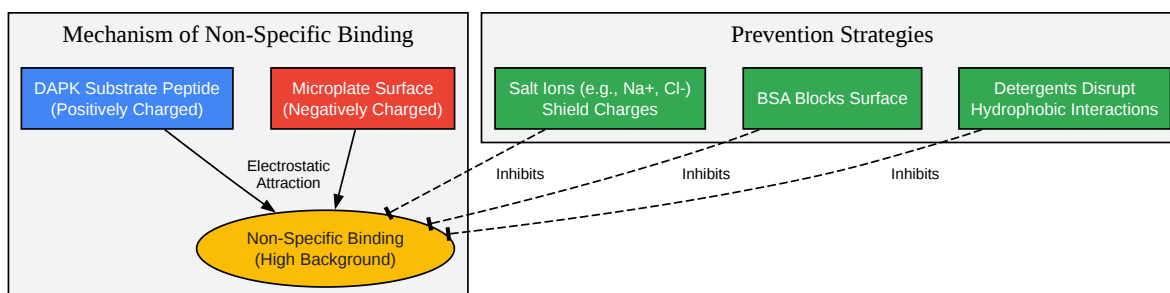 Mechanism of Non-Specific Binding
Prevention Strategies
DAPK Substrate Peptide
(Positively Charged)
Microplate Surface
(Negatively Charged)
Salt Ions (e.g., Na+, Cl-)
Shield Charges
BSA Blocks Surface
Detergents Disrupt
Hydrophobic Interactions
Electrostatic
Attraction
Inhibits
Inhibits
Inhibits
Non-Specific Binding
(High Background)